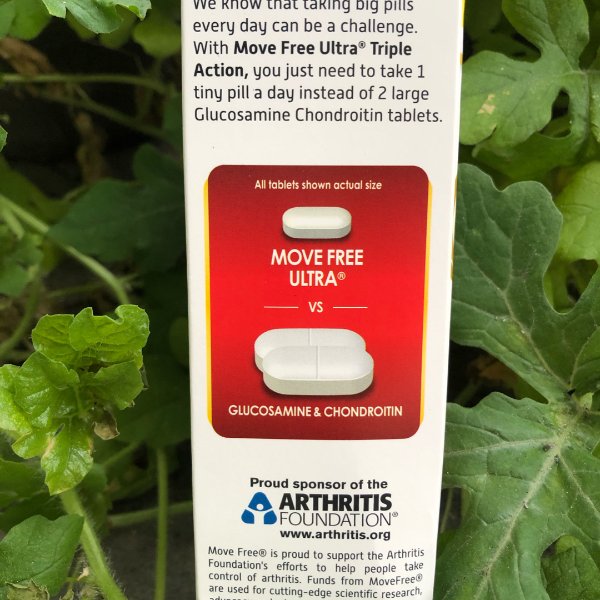 We know that taking big pills
every day can be a challenge.
With Move Free Ultra® Triple
Action, you just need to take 1
tiny pill a day instead of 2 large
Glucosamine Chondroitin tablets.
All tablets shown actual size
MOVE FREE
ULTRA®
VS
GLUCOSAMINE & CHONDROITIN
Proud sponsor of the
ARTHRITIS
FOUNDATION®
www.arthritis.org
Move Free® is proud to support the Arthritis
Foundation's efforts to help people take
control of arthritis. Funds from MoveFree®
are used for cutting-edge scientific research,